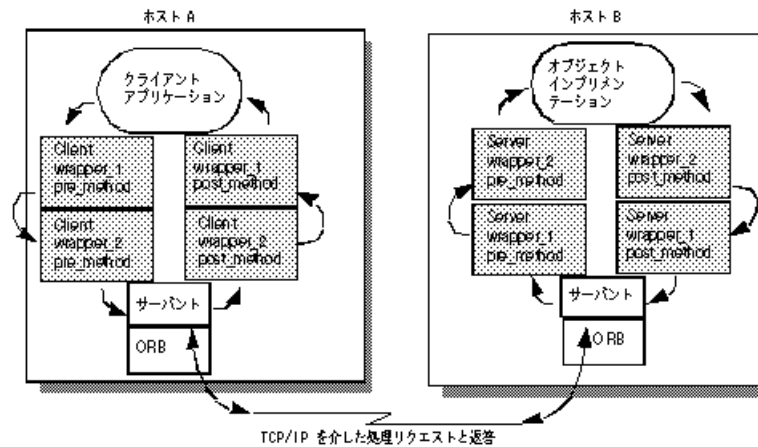 ホスト A
クライアント
アプリケーション
Client
wrapper_1
pre_method
Client
wrapper_1
post_method
Client
wrapper_2
pre_method
Client
wrapper_2
post_method
サーバント
ORB
ホスト B
オブジェクト
インプリメン
テーション
Server
wrapper_2
pre_method
Server
wrapper_2
post_method
Server
wrapper_1
pre_method
Server
wrapper_1
post_method
サーバント
ORB
TCP/IP を介した処理リクエストと返答